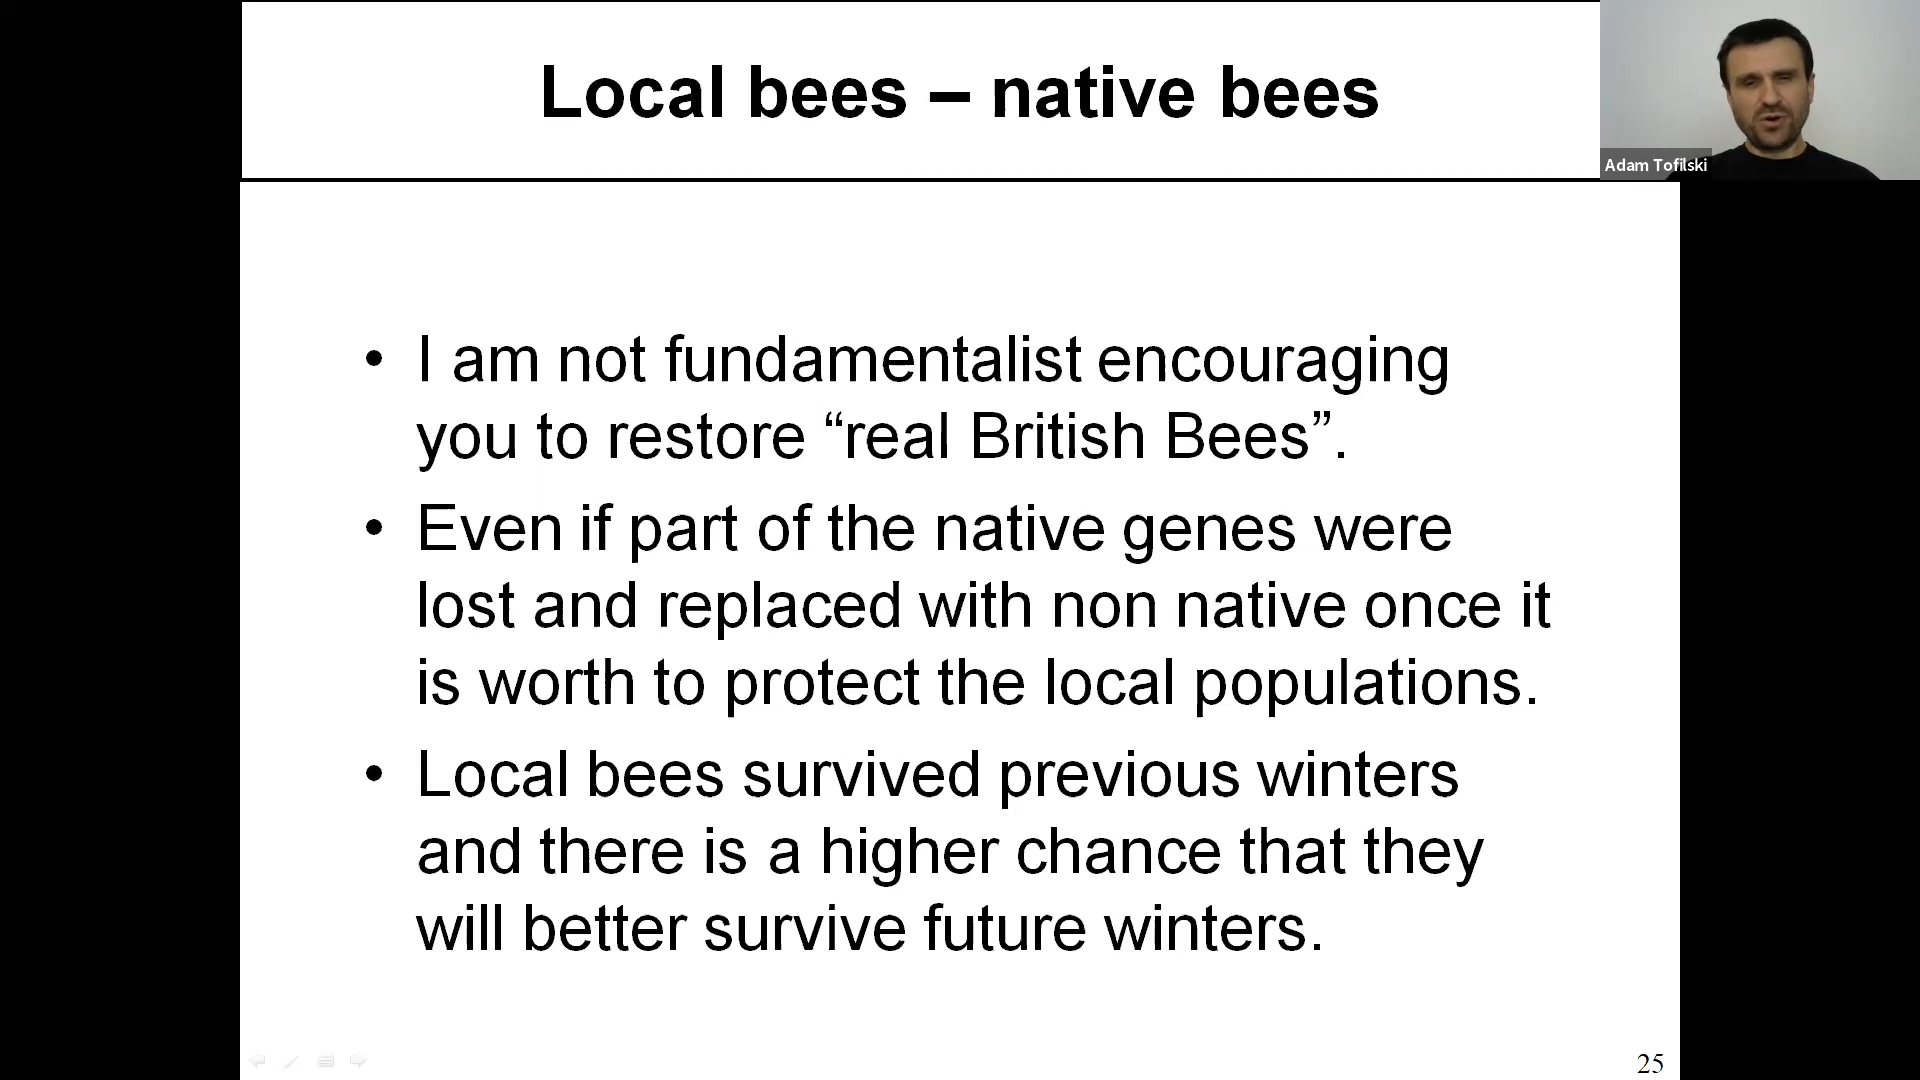 Local bees – native bees
Adam Tofilski
• I am not fundamentalist encouraging
you to restore “real British Bees”.
• Even if part of the native genes were
lost and replaced with non native once it
is worth to protect the local populations.
• Local bees survived previous winters
and there is a higher chance that they
will better survive future winters.
25